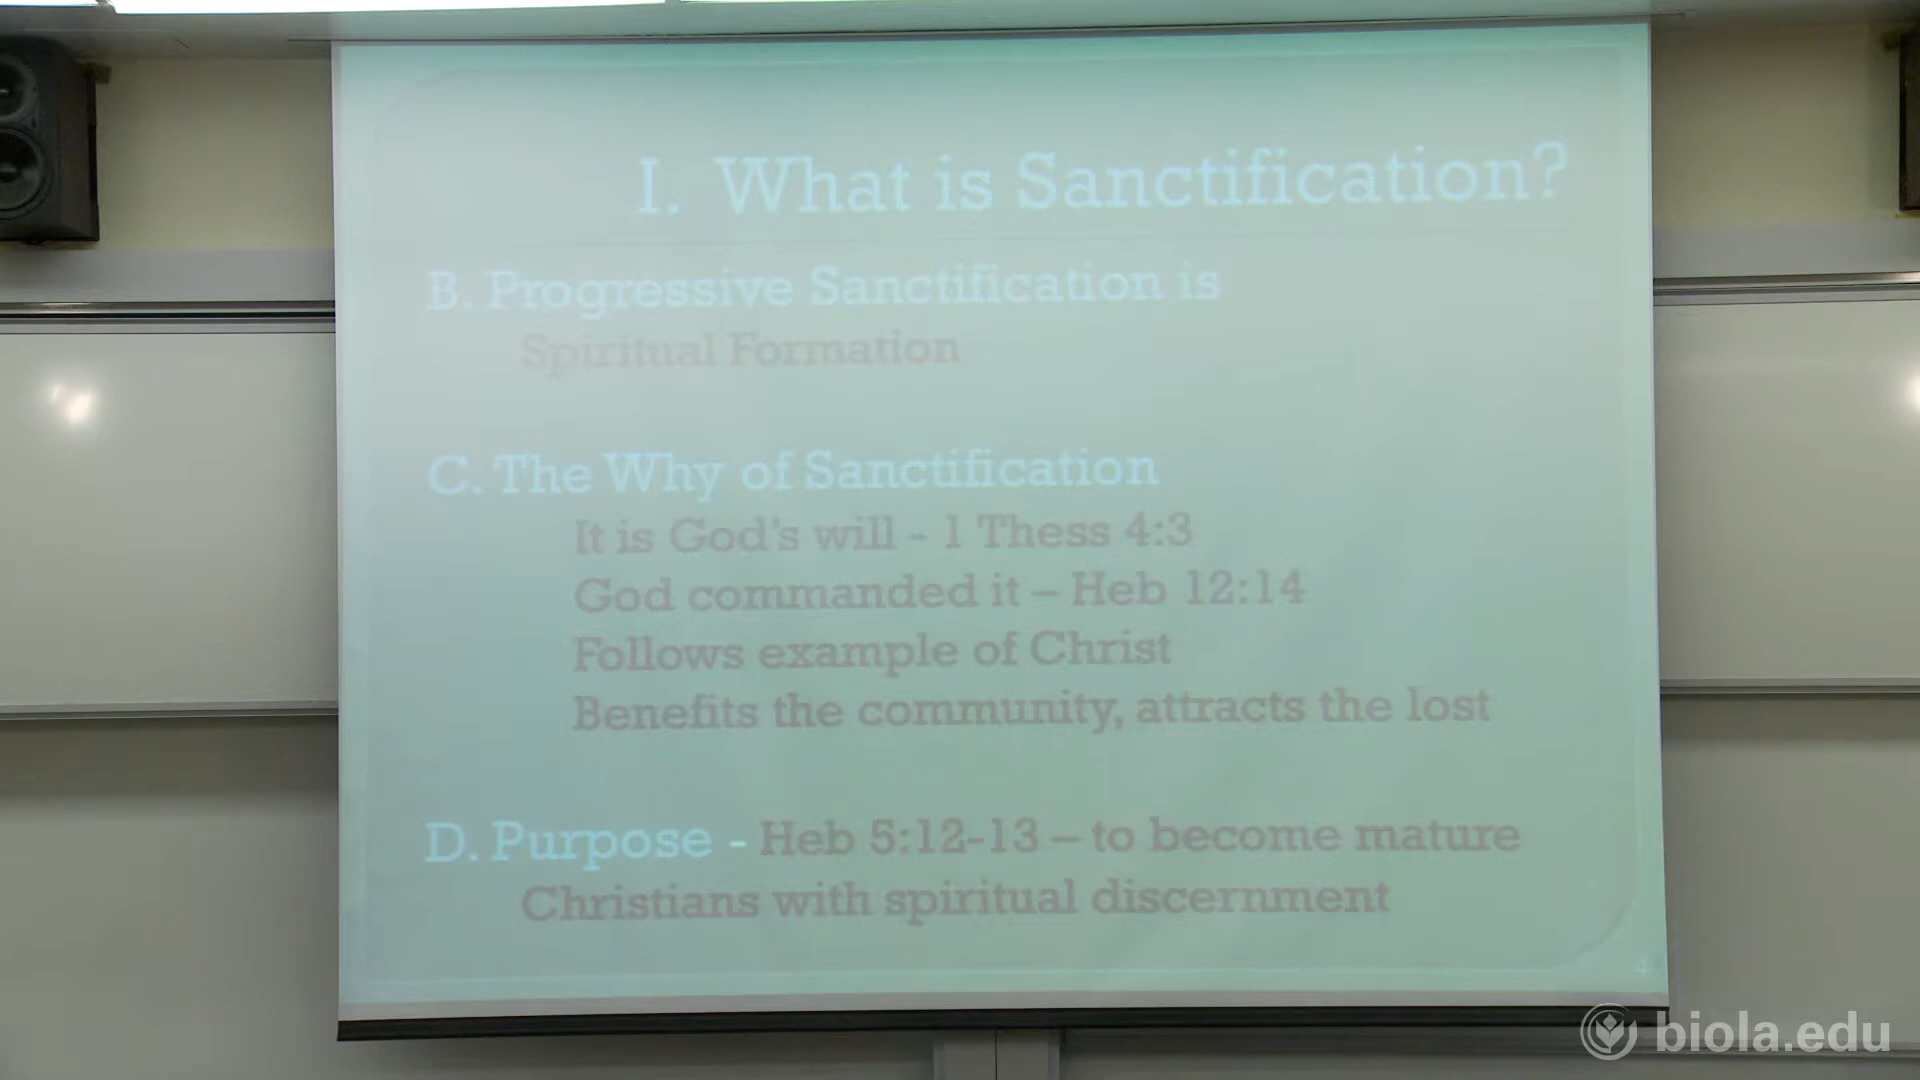 I. What is Sanctification?
B. Progressive Sanctification is
Spiritual Formation
C. The Why of Sanctification
It is God's will - 1 Thess 4:3
God commanded it – Heb 12:14
Follows example of Christ
Benefits the community, attracts the lost
D. Purpose - Heb 5:12-13 – to become mature
Christians with spiritual discernment
4
biola.edu